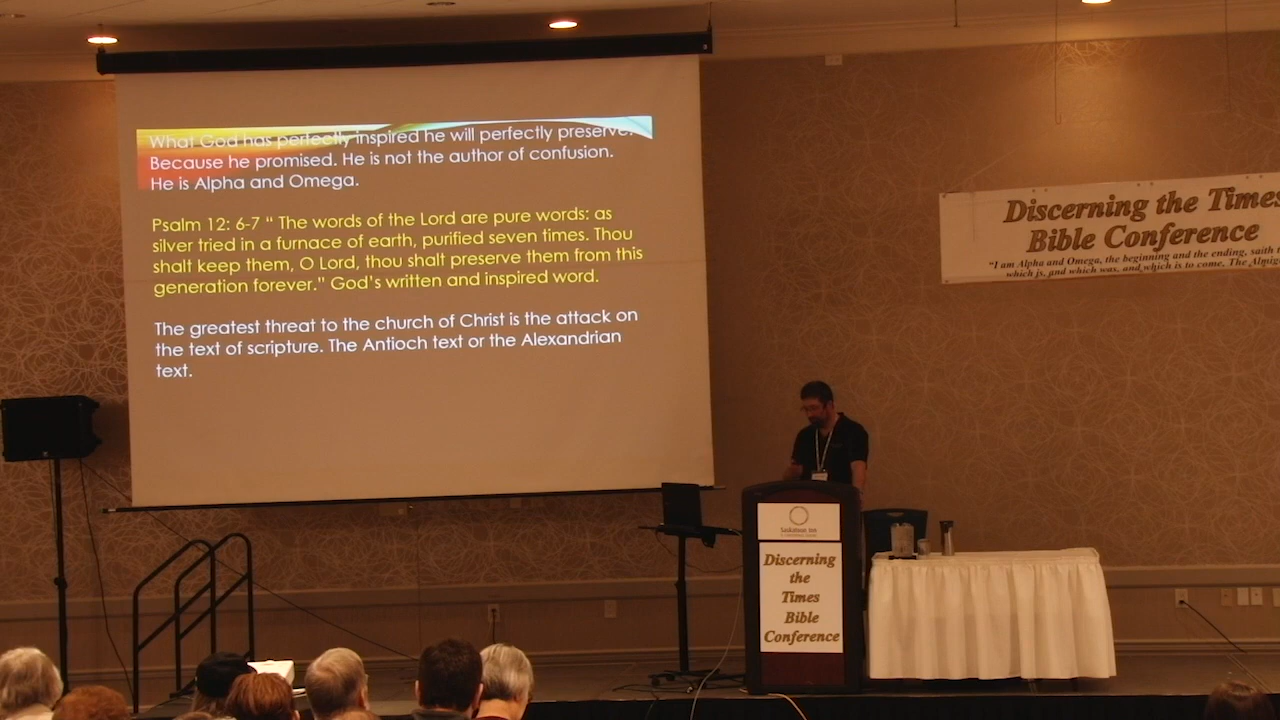 What God has perfectly inspired he will perfectly preserve.
Because he promised. He is not the author of confusion.
He is Alpha and Omega.
Psalm 12: 6-7 “ The words of the Lord are pure words: as
silver tried in a furnace of earth, purified seven times. Thou
shalt keep them, O Lord, thou shalt preserve them from this
generation forever.” God’s written and inspired word.
The greatest threat to the church of Christ is the attack on
the text of scripture. The Antioch text or the Alexandrian
text.
Discerning the Times
Bible Conference
“I am Alpha and Omega, the beginning and the ending, saith
which is, and which was, and which is to come, The
Saskatoon Inn
Discerning
the
Times
Bible
Conference